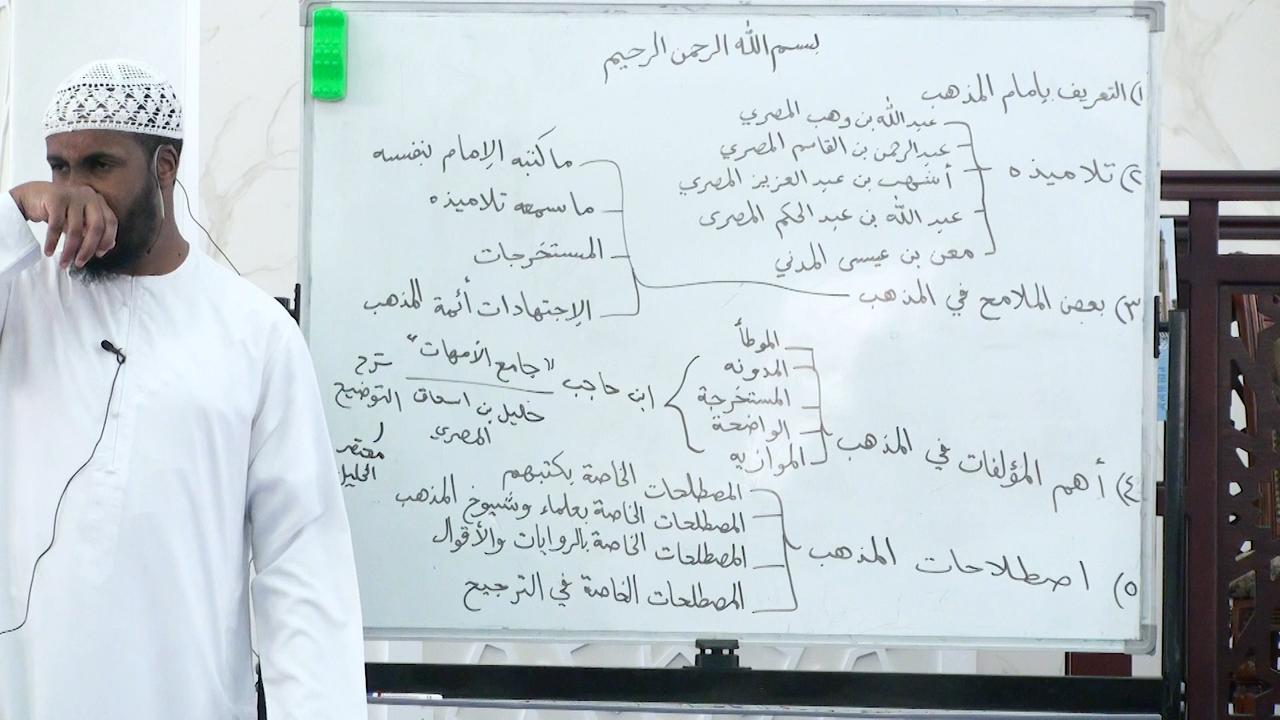 بسم الله الرحمن الرحيم
١) التعريف بإمام المذهب
٢) تلاميذه
عبد الله بن وهب المصري
عبد الرحمن بن القاسم المصري
أشهب بن عبد العزيز المصري
عبد الله بن عبد الحكم المصرى
معن بن عيسى المدني
٣) بعض الملامح في المذهب
ما كتبه الإمام لنفسه
ما سمعه تلاميذه
المستخرجات
الإجتهادات أئمة المذهب
٤) أهم المؤلفات في المذهب
الموطأ
المدونه
المستخرجة
الواضحة
الموازيه
ابن حاجب "جامع الأمهات"
خليل بن اسحاق
المصري
شرح
التوضيح
مختصر
الخليل
٥) اصطلاحات المذهب
المصطلحات الخاصة بكتبهم
المصطلحات الخاصة بعلماء وشيوخ المذهب
المصطلحات الخاصة بالروايات والأقوال
المصطلحات الخاصة في الترجيح